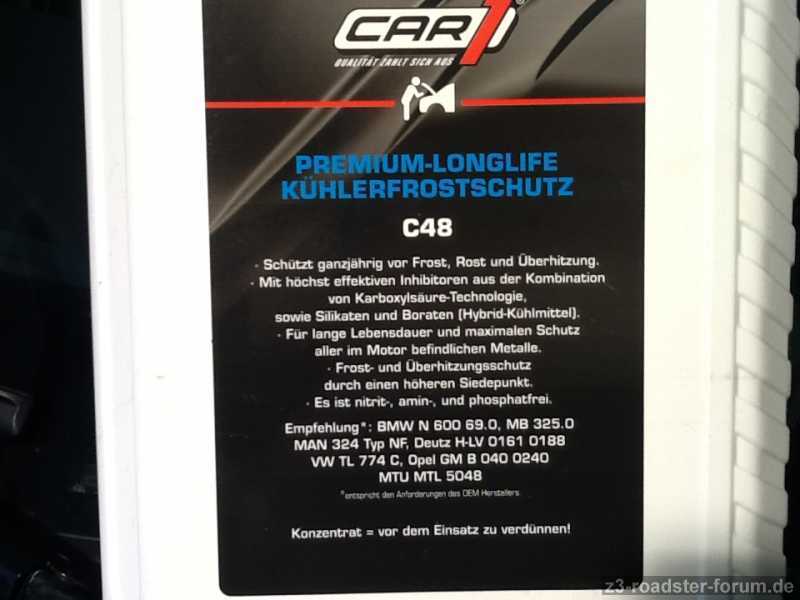 CAR1®
QUALITÄT ZAHLT SICH AUS
PREMIUM-LONGLIFE
KÜHLERFROSTSCHUTZ
C48
· Schützt ganzjährig vor Frost, Rost und Überhitzung.
· Mit höchst effektiven Inhibitoren aus der Kombination
von Karboxylsäure-Technologie,
sowie Silikaten und Boraten (Hybrid-Kühlmittel).
· Für lange Lebensdauer und maximalen Schutz
aller im Motor befindlichen Metalle.
· Frost- und Überhitzungsschutz
durch einen höheren Siedepunkt.
· Es ist nitrit-, amin-, und phosphatfrei.
Empfehlung*: BMW N 600 69.0, MB 325.0
MAN 324 Typ NF, Deutz H-LV 0161 0188
VW TL 774 C, Opel GM B 040 0240
MTU MTL 5048
*entspricht den Anforderungen des OEM Herstellers.
Konzentrat = vor dem Einsatz zu verdünnen!
z3-roadster-forum.de